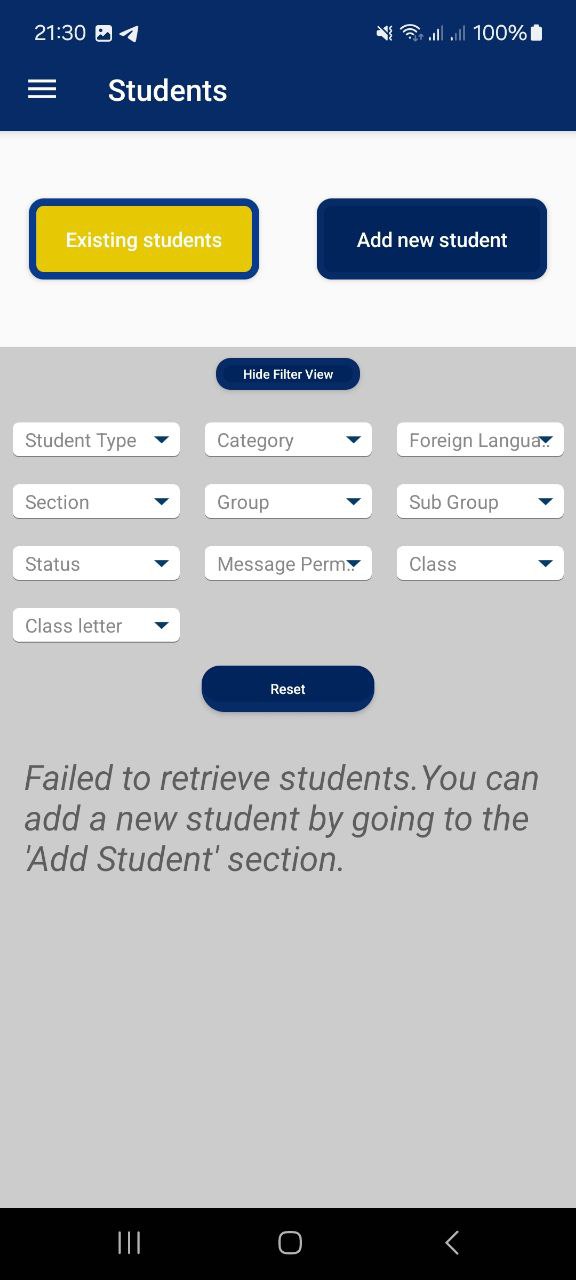 21:30 100%
Students
Existing students Add new student
Hide Filter View
Student Type Category Foreign Langua..
Section Group Sub Group
Status Message Perm.. Class
Class letter
Reset
Failed to retrieve students.You can
add a new student by going to the
'Add Student' section.